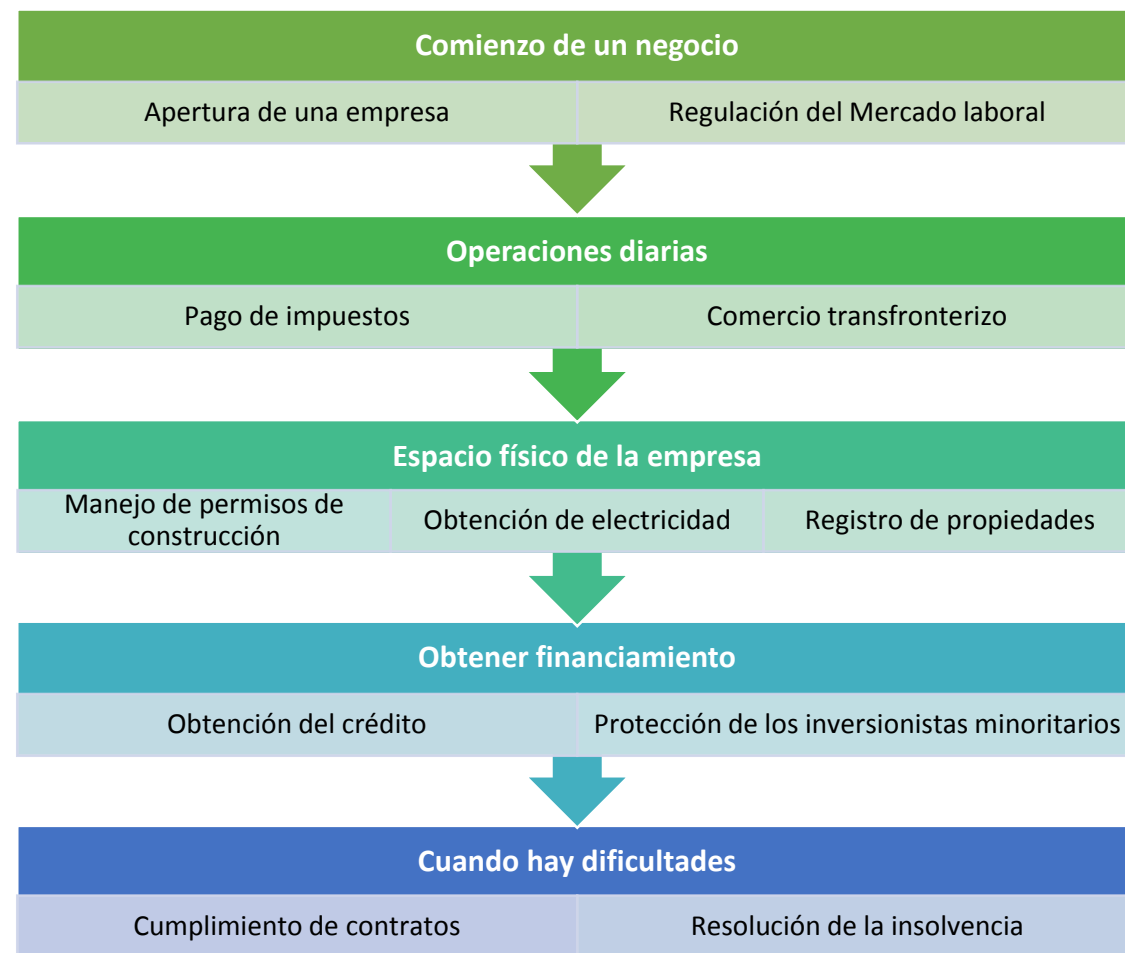 Comienzo de un negocio
Apertura de una empresa
Regulación del Mercado laboral
Operaciones diarias
Pago de impuestos
Comercio transfronterizo
Espacio físico de la empresa
Manejo de permisos de
construcción
Obtención de electricidad
Registro de propiedades
Obtener financiamiento
Obtención del crédito
Protección de los inversionistas minoritarios
Cuando hay dificultades
Cumplimiento de contratos
Resolución de la insolvencia